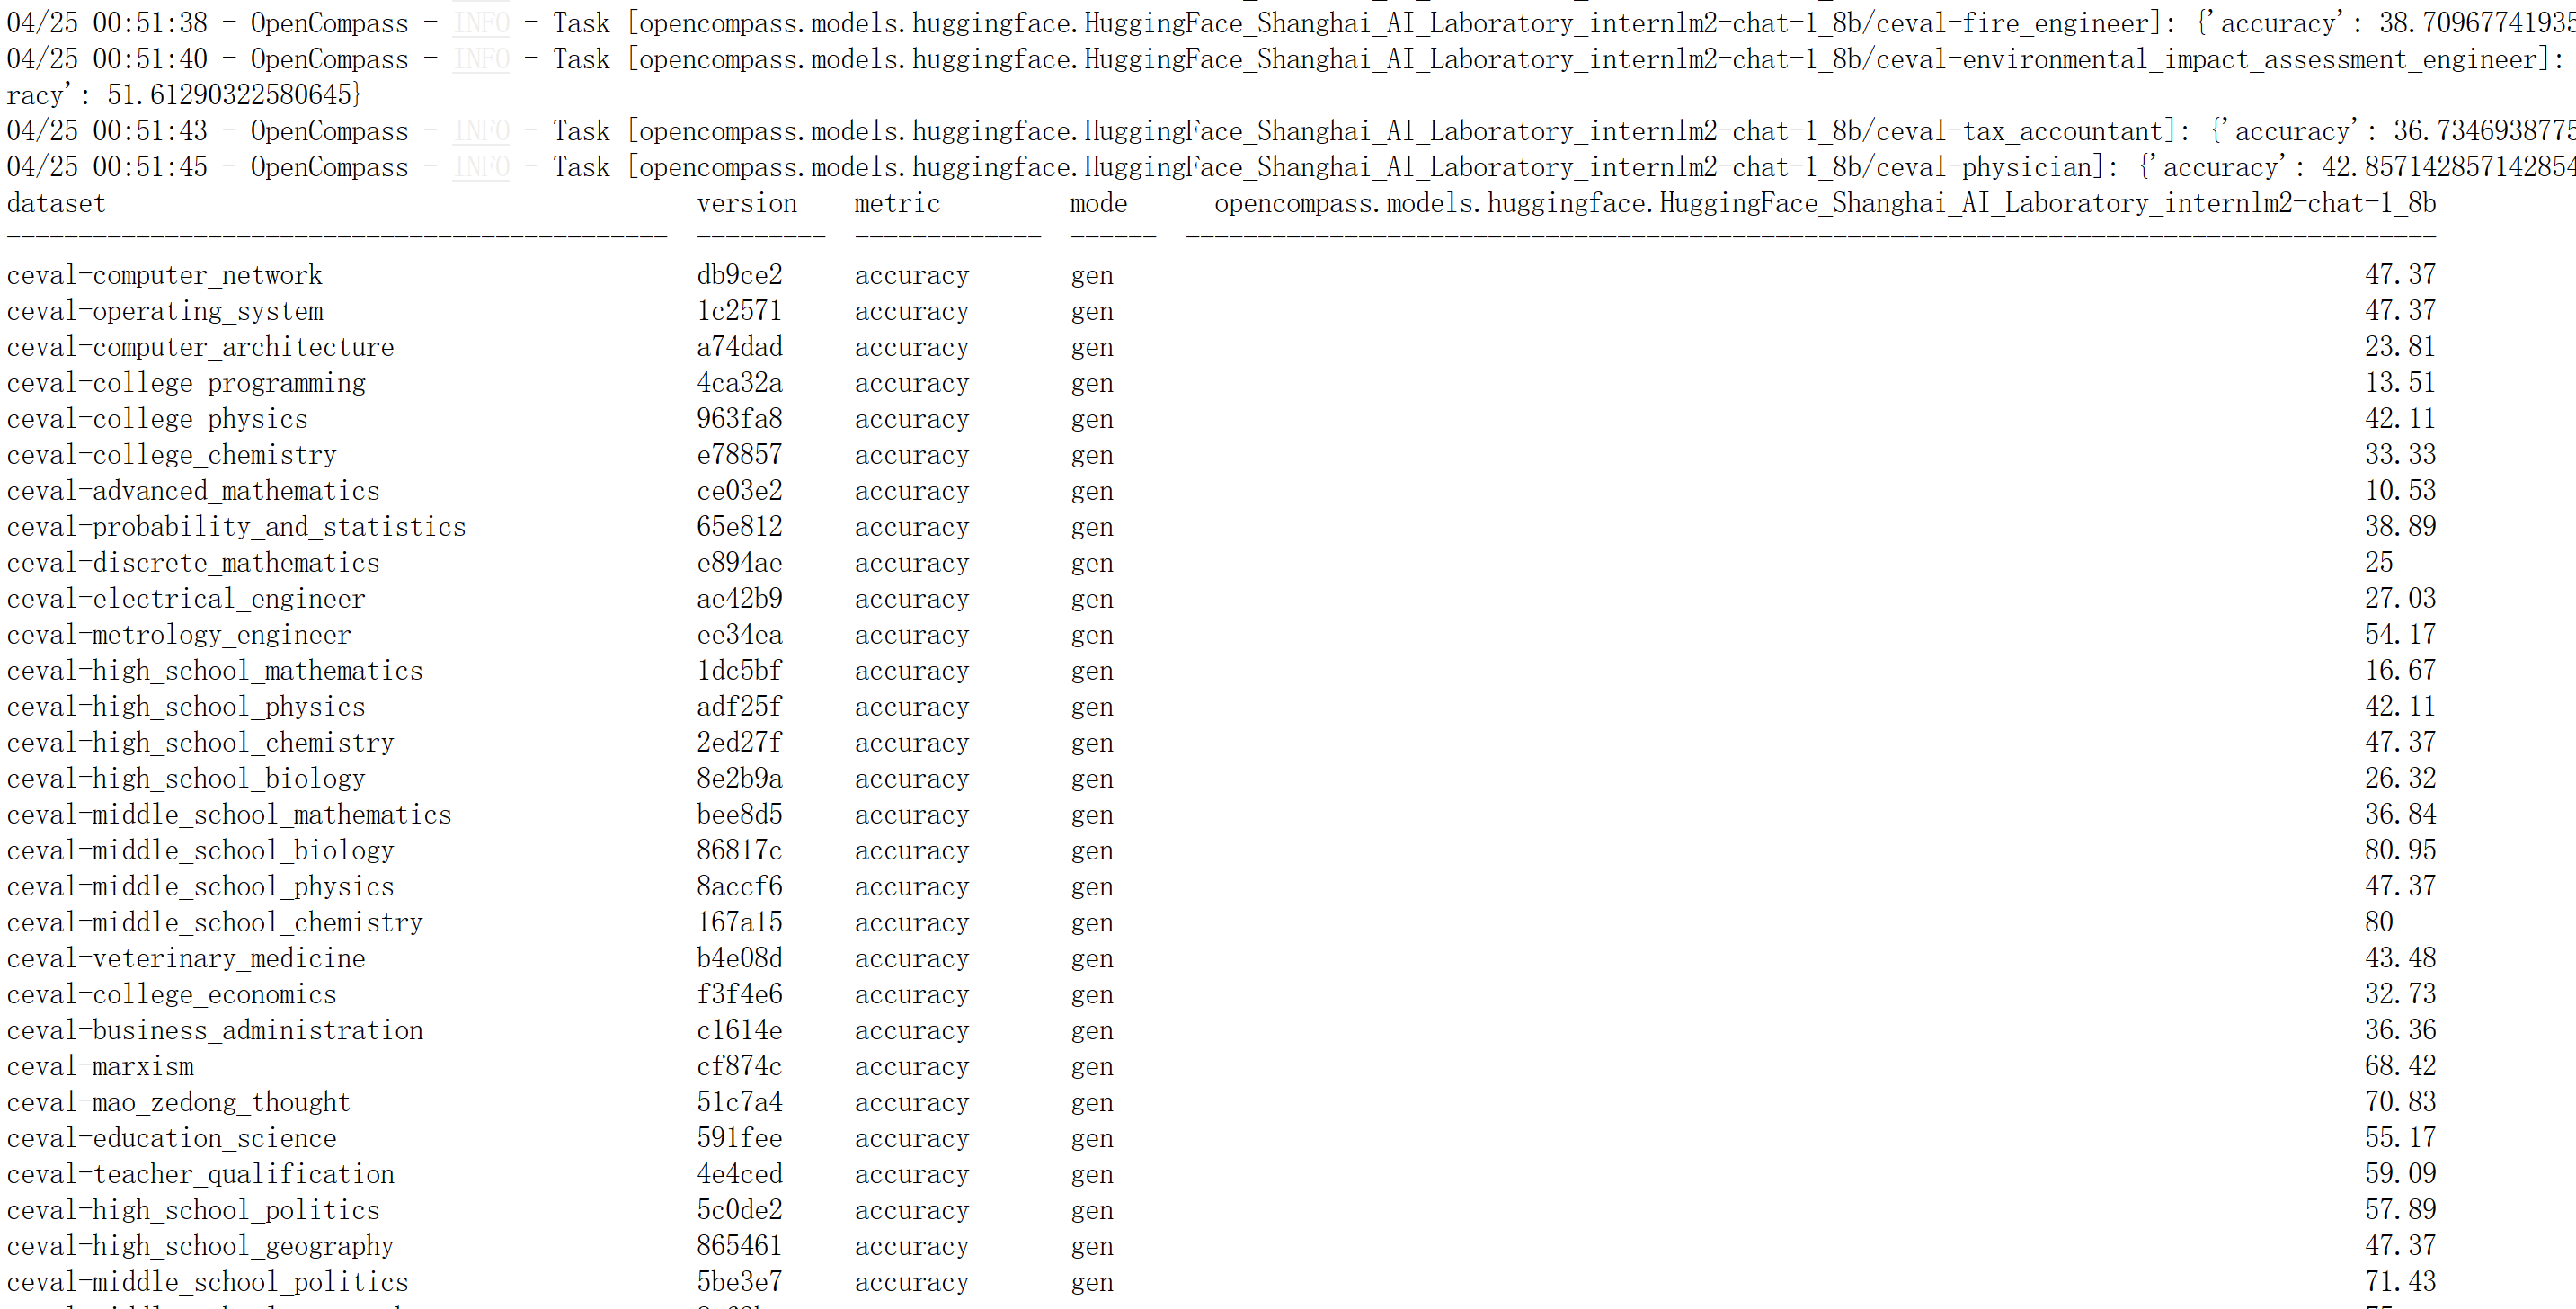 04/25 00:51:38 - OpenCompass - INFO - Task [opencompass.models.huggingface.HuggingFace_Shanghai_AI_Laboratory_internlm2-chat-1_8b/ceval-fire_engineer]: {'accuracy': 38.70967741935
04/25 00:51:40 - OpenCompass - INFO - Task [opencompass.models.huggingface.HuggingFace_Shanghai_AI_Laboratory_internlm2-chat-1_8b/ceval-environmental_impact_assessment_engineer]:
racy': 51.61290322580645}
04/25 00:51:43 - OpenCompass - INFO - Task [opencompass.models.huggingface.HuggingFace_Shanghai_AI_Laboratory_internlm2-chat-1_8b/ceval-tax_accountant]: {'accuracy': 36.7346938775
04/25 00:51:45 - OpenCompass - INFO - Task [opencompass.models.huggingface.HuggingFace_Shanghai_AI_Laboratory_internlm2-chat-1_8b/ceval-physician]: {'accuracy': 42.857142857142854
dataset version metric mode opencompass.models.huggingface.HuggingFace_Shanghai_AI_Laboratory_internlm2-chat-1_8b
---------------------------------------------- --------- ------------- ------ ---------------------------------------------------------------------------------------
ceval-computer_network db9ce2 accuracy gen 47.37
ceval-operating_system 1c2571 accuracy gen 47.37
ceval-computer_architecture a74dad accuracy gen 23.81
ceval-college_programming 4ca32a accuracy gen 13.51
ceval-college_physics 963fa8 accuracy gen 42.11
ceval-college_chemistry e78857 accuracy gen 33.33
ceval-advanced_mathematics ce03e2 accuracy gen 10.53
ceval-probability_and_statistics 65e812 accuracy gen 38.89
ceval-discrete_mathematics e894ae accuracy gen 25
ceval-electrical_engineer ae42b9 accuracy gen 27.03
ceval-metrology_engineer ee34ea accuracy gen 54.17
ceval-high_school_mathematics 1dc5bf accuracy gen 16.67
ceval-high_school_physics adf25f accuracy gen 42.11
ceval-high_school_chemistry 2ed27f accuracy gen 47.37
ceval-high_school_biology 8e2b9a accuracy gen 26.32
ceval-middle_school_mathematics bee8d5 accuracy gen 36.84
ceval-middle_school_biology 86817c accuracy gen 80.95
ceval-middle_school_physics 8accf6 accuracy gen 47.37
ceval-middle_school_chemistry 167a15 accuracy gen 80
ceval-veterinary_medicine b4e08d accuracy gen 43.48
ceval-college_economics f3f4e6 accuracy gen 32.73
ceval-business_administration c1614e accuracy gen 36.36
ceval-marxism cf874c accuracy gen 68.42
ceval-mao_zedong_thought 51c7a4 accuracy gen 70.83
ceval-education_science 591fee accuracy gen 55.17
ceval-teacher_qualification 4e4ced accuracy gen 59.09
ceval-high_school_politics 5c0de2 accuracy gen 57.89
ceval-high_school_geography 865461 accuracy gen 47.37
ceval-middle_school_politics 5be3e7 accuracy gen 71.43